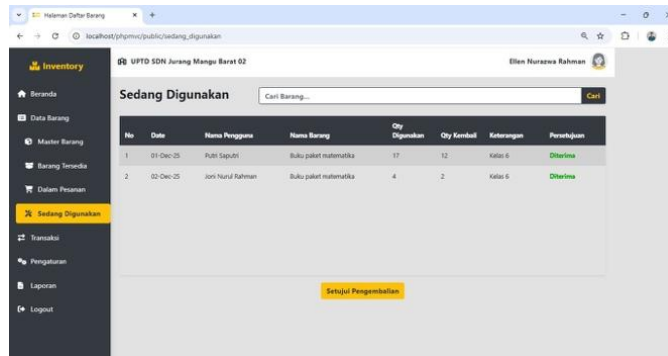 Halaman Daftar Barang
localhost/phpmvc/public/sedang_digunakan
Inventory
UPTD SDN Jurang Mangu Barat 02
Ellen Nurazwa Rahman
Beranda
Data Barang
Master Barang
Barang Tersedia
Dalam Pesanan
Sedang Digunakan
Transaksi
Pengaturan
Laporan
Logout
Sedang Digunakan
Cari Barang...
Cari
No Date Nama Pengguna Nama Barang Qty Digunakan Qty Kembali Keterangan Persetujuan
1 01-Dec-25 Putri Saputri Buku paket matematika 17 12 Kelas 6 Diterima
2 02-Dec-25 Joni Nurul Rahman Buku paket matematika 4 2 Kelas 6 Diterima
Setujui Pengembalian